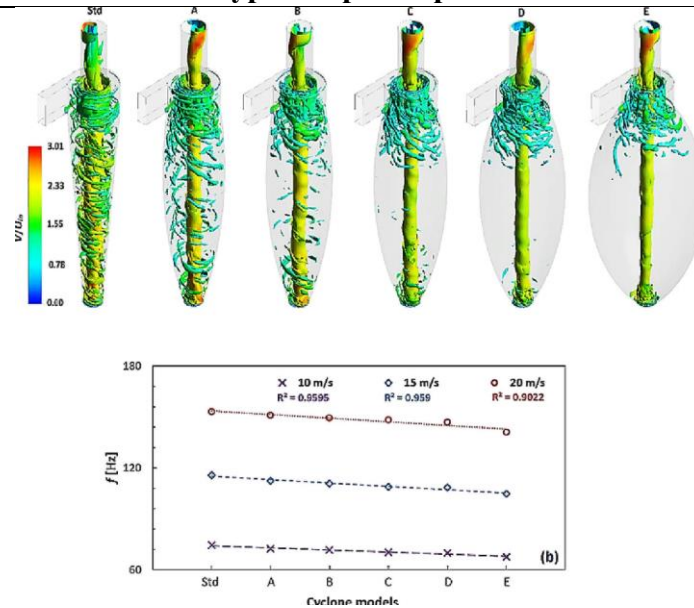 Std A B C D E
3.01
2.33
1.55
0.78
0.00
v/Uin
180
120
60
f [Hz]
10 m/s 15 m/s 20 m/s
R² = 0.9595 R² = 0.959 R² = 0.9022
(b)
Std A B C D E
Cyclone models